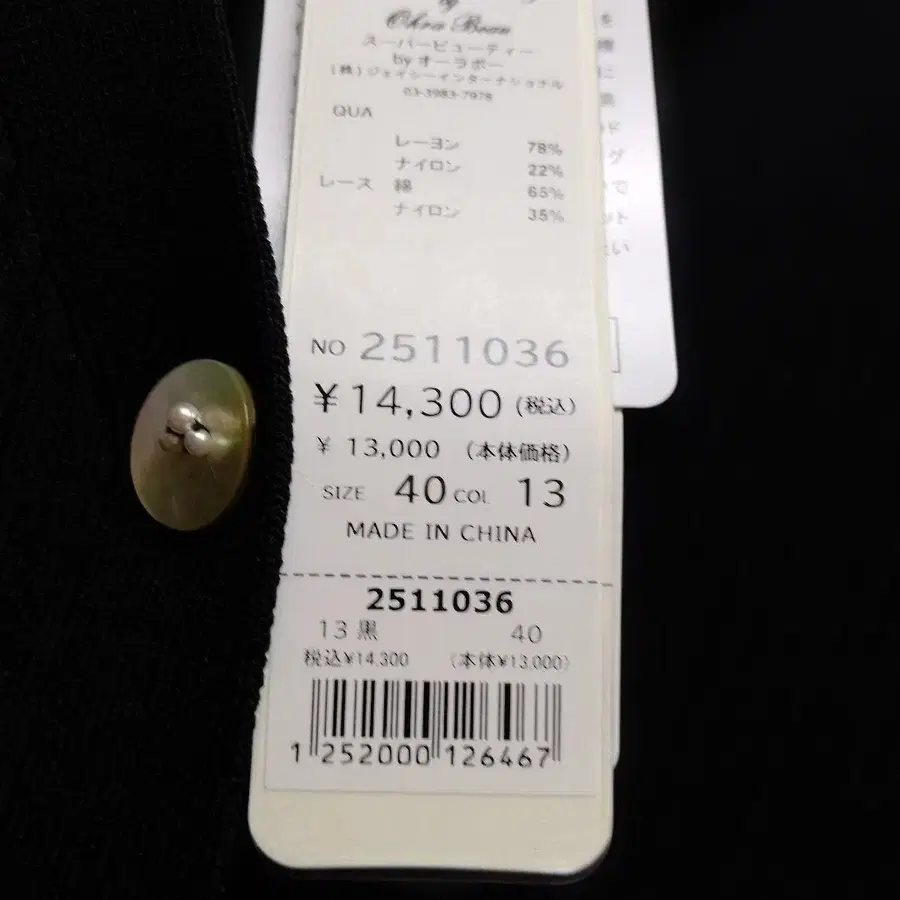 by
Ohra Beau
スーパービューティー
by オーラボー
(株)ジェイシーインターナショナル
03-3983-7978
QUA
レーヨン 78%
ナイロン 22%
レース 綿 65%
ナイロン 35%
NO 2511036
¥14,300 (税込)
¥ 13,000 (本体価格)
SIZE 40 COL 13
MADE IN CHINA
2511036
13 黒 40
税込¥14,300 (本体¥13,000)
1 252000 126467